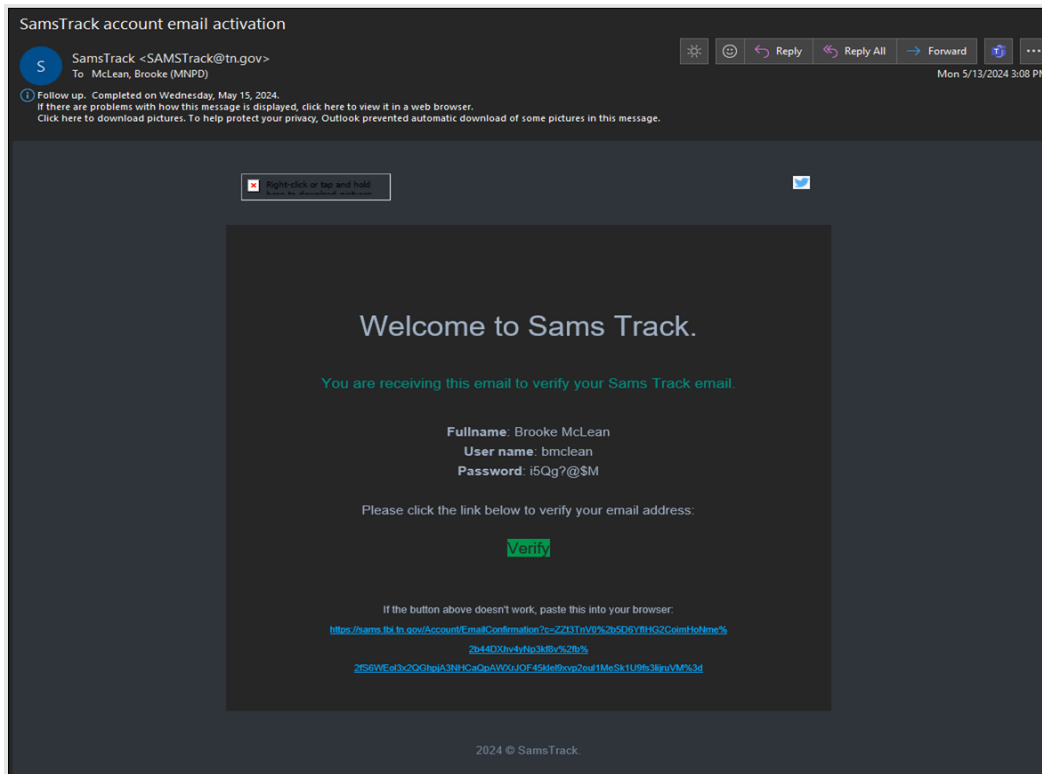 SamsTrack account email activation
S
SamsTrack <SAMSTrack@tn.gov>
To McLean, Brooke (MNPD)
Reply
Reply All
Forward
Mon 5/13/2024 3:08 PM
Follow up. Completed on Wednesday, May 15, 2024.
If there are problems with how this message is displayed, click here to view it in a web browser.
Click here to download pictures. To help protect your privacy, Outlook prevented automatic download of some pictures in this message.
Right-click or tap and hold
here to download pictures
Welcome to Sams Track.
You are receiving this email to verify your Sams Track email.
Fullname: Brooke McLean
User name: bmclean
Password: i5Qg?@$M
Please click the link below to verify your email address:
Verify
If the button above doesn't work, paste this into your browser:
https://sams.tbi.tn.gov/Account/EmailConfirmation?c=
2024 © SamsTrack.